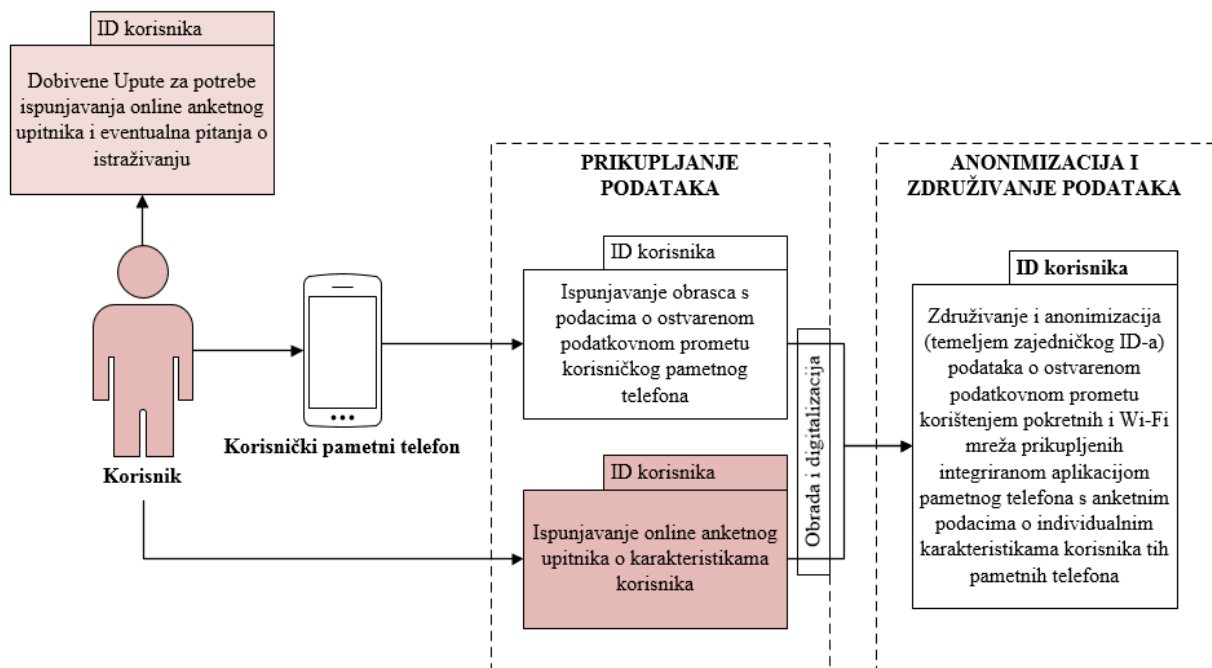 ID korisnika
Dobivene Upute za potrebe
ispunjavanja online anketnog
upitnika i eventualna pitanja o
istraživanju
Korisnik
Korisnički pametni telefon
PRIKUPLJANJE
PODATAKA
ID korisnika
Ispunjavanje obrasca s
podacima o ostvarenom
podatkovnom prometu
korisničkog pametnog
telefona
ID korisnika
Ispunjavanje online anketnog
upitnika o karakteristikama
korisnika
Obrada i digitalizacija
ANONIMIZACIJA I
ZDRUŽIVANJE PODATAKA
ID korisnika
Združivanje i anonimizacija
(temeljem zajedničkog ID-a)
podataka o ostvarenom
podatkovnom prometu
korištenjem pokretnih i Wi-Fi
mreža prikupljenih
integriranom aplikacijom
pametnog telefona s anketnim
podacima o individualnim
karakteristikama korisnika tih
pametnih telefona